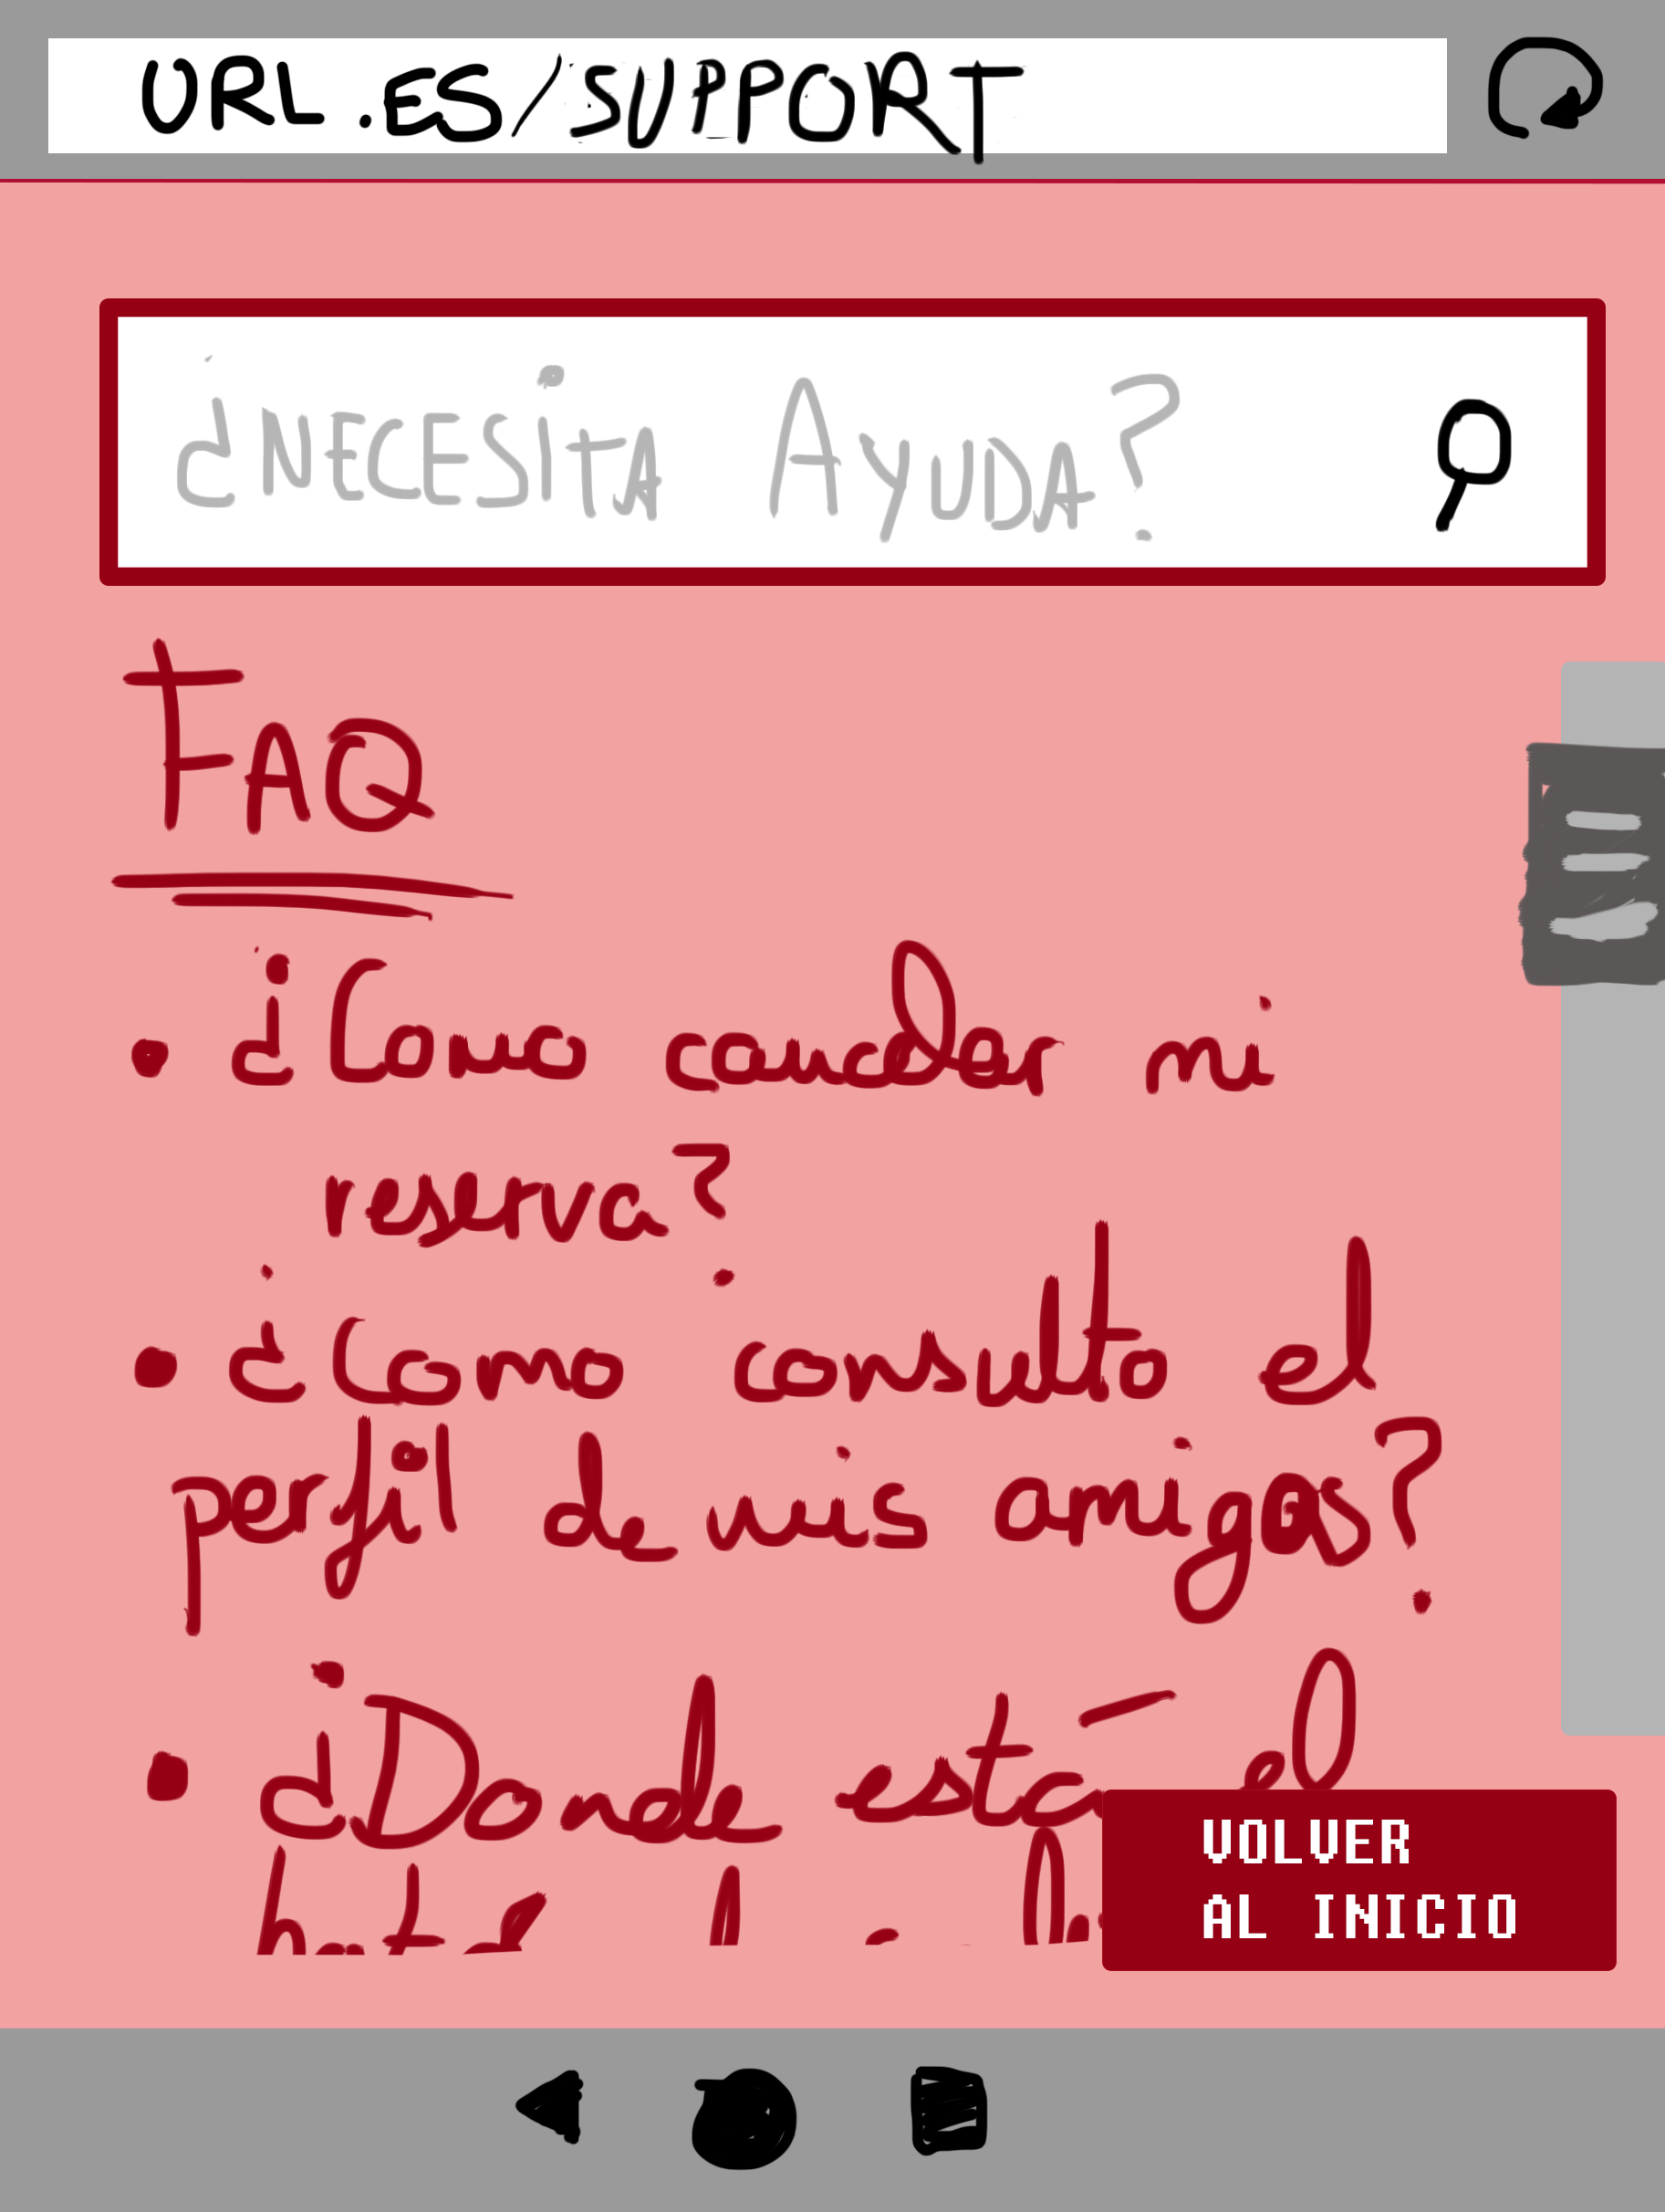 URL.ES/SUPPORT
¿NECESITA AYUDA?
FAQ
• ¿Como cancelar mi
reserva?
• ¿Como consulto el
perfil de mis amigos?
• ¿Donde está el
VOLVER
AL INICIO